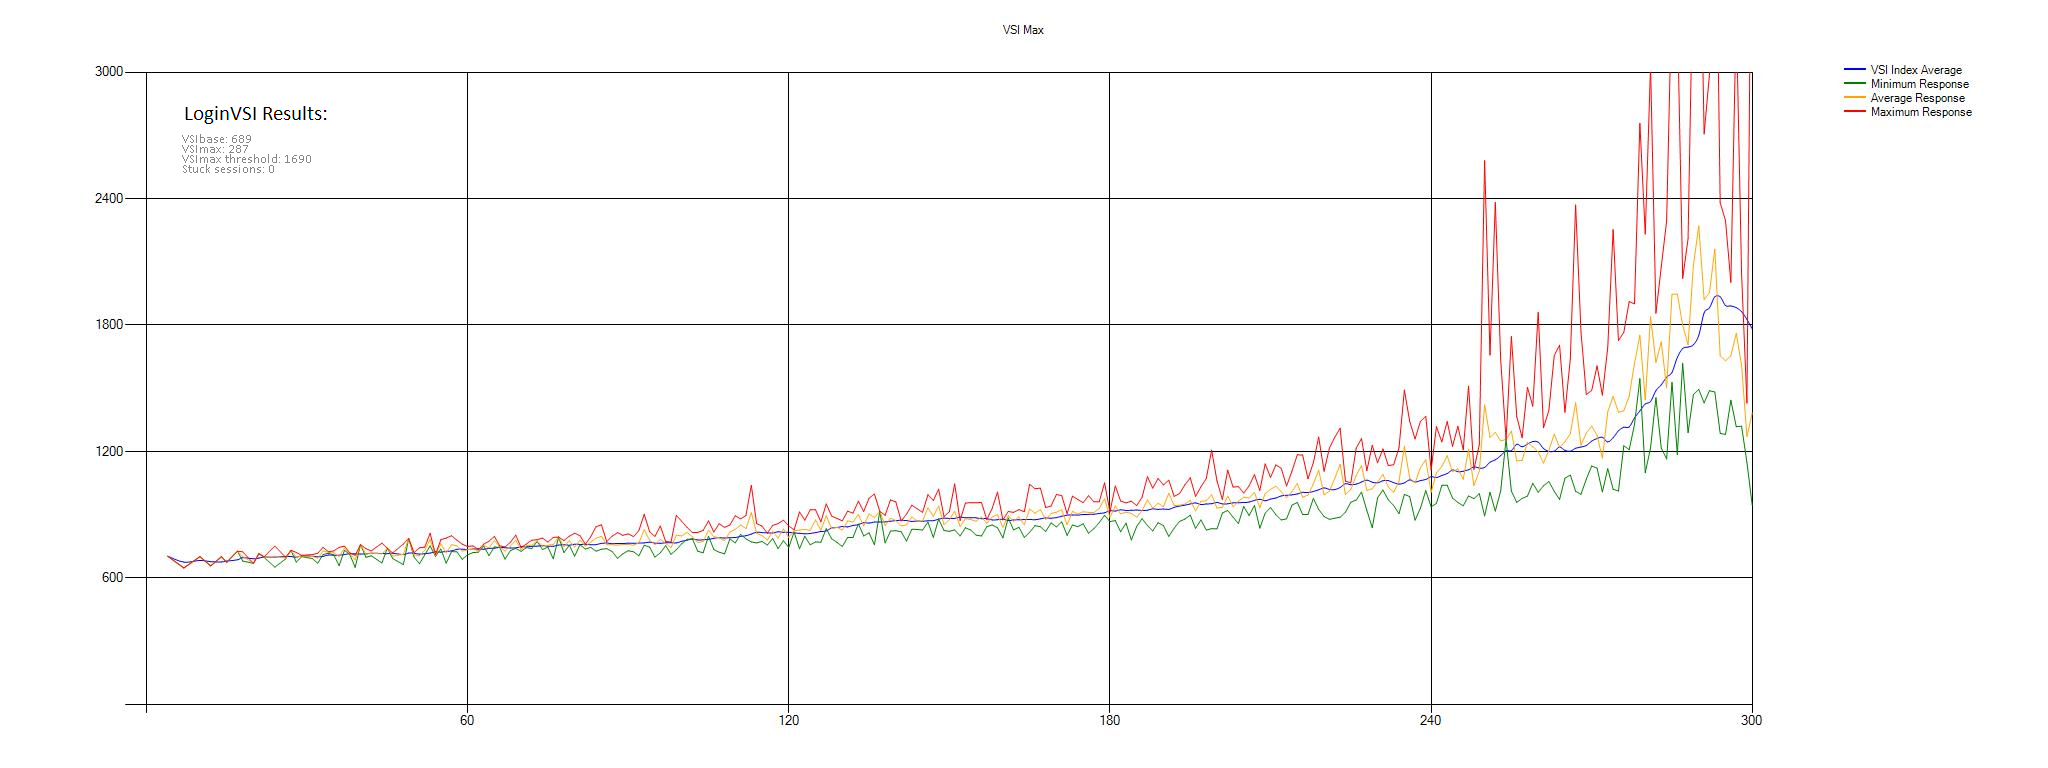 VSI Max
3000
2400
1800
1200
600
LoginVSI Results:
VSIbase: 689
VSImax: 287
VSImax threshold: 1690
Stuck sessions: 0
60
120
180
240
300
VSI Index Average
Minimum Response
Average Response
Maximum Response